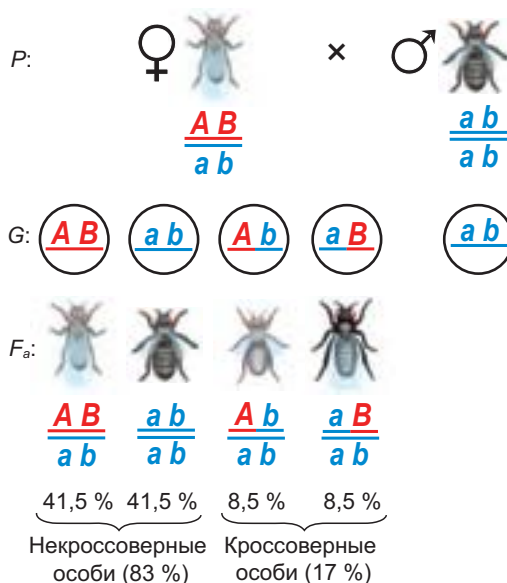 P: ♀ × ♂
A B
a b
a b
a b
G: A B a b A b a B a b
Fa:
A B a b A b a B
a b a b a b a b
41,5 % 41,5 % 8,5 % 8,5 %
Некроссоверные Кроссоверные
особи (83 %) особи (17 %)